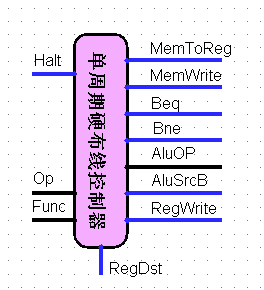 Halt
Op
Func
单周期硬布线控制器
MemToReg
MemWrite
Beq
Bne
AluOP
AluSrcB
RegWrite
RegDst